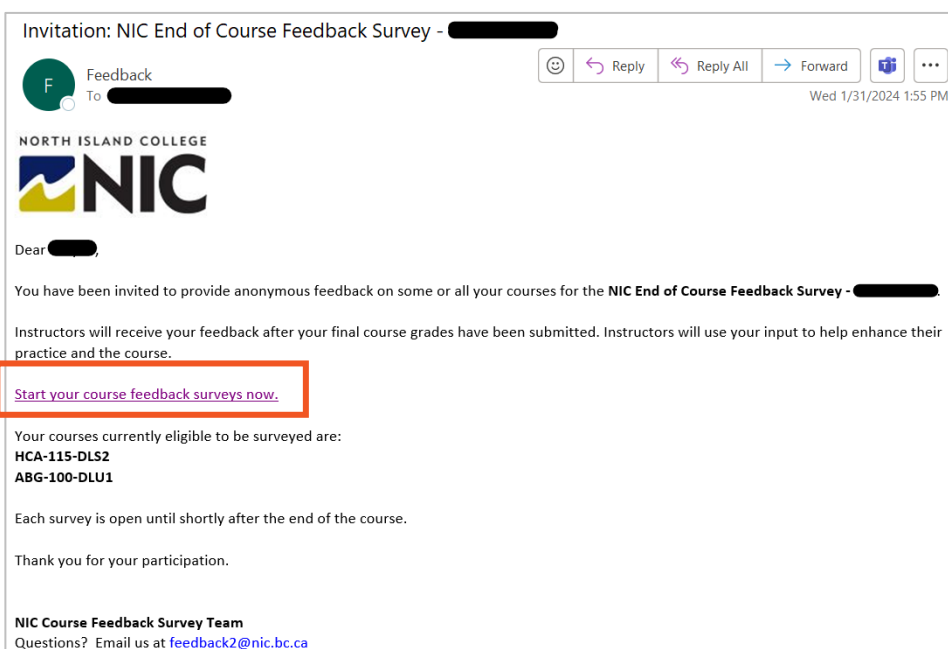 Invitation: NIC End of Course Feedback Survey -
F
Feedback
To
Reply
Reply All
Forward
Wed 1/31/2024 1:55 PM
NORTH ISLAND COLLEGE
NIC
Dear ,
You have been invited to provide anonymous feedback on some or all your courses for the NIC End of Course Feedback Survey - .
Instructors will receive your feedback after your final course grades have been submitted. Instructors will use your input to help enhance their
practice and the course.
Start your course feedback surveys now.
Your courses currently eligible to be surveyed are:
HCA-115-DLS2
ABG-100-DLU1
Each survey is open until shortly after the end of the course.
Thank you for your participation.
NIC Course Feedback Survey Team
Questions? Email us at feedback2@nic.bc.ca